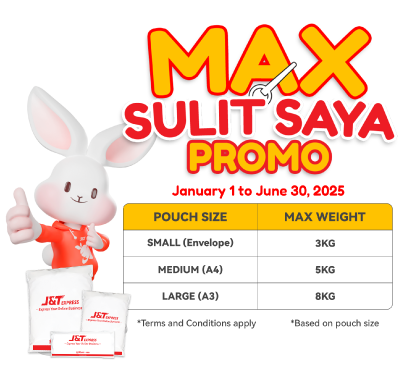 MAX
SULIT SAYA
PROMO
January 1 to June 30, 2025
POUCH SIZE MAX WEIGHT
SMALL (Envelope) 3KG
MEDIUM (A4) 5KG
LARGE (A3) 8KG
*Terms and Conditions apply *Based on pouch size
J&T EXPRESS
J&T EXPRESS
J&T EXPRESS